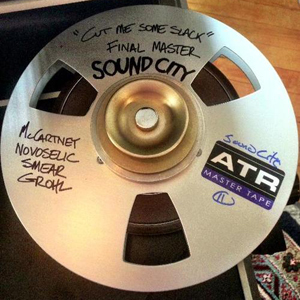 "CUT ME SOME SLACK"
FINAL MASTER
SOUND CITY
McCARTNEY
NOVOSELIC
SMEAR
GROHL
SOUND CITY
ATR
MASTER TAPE